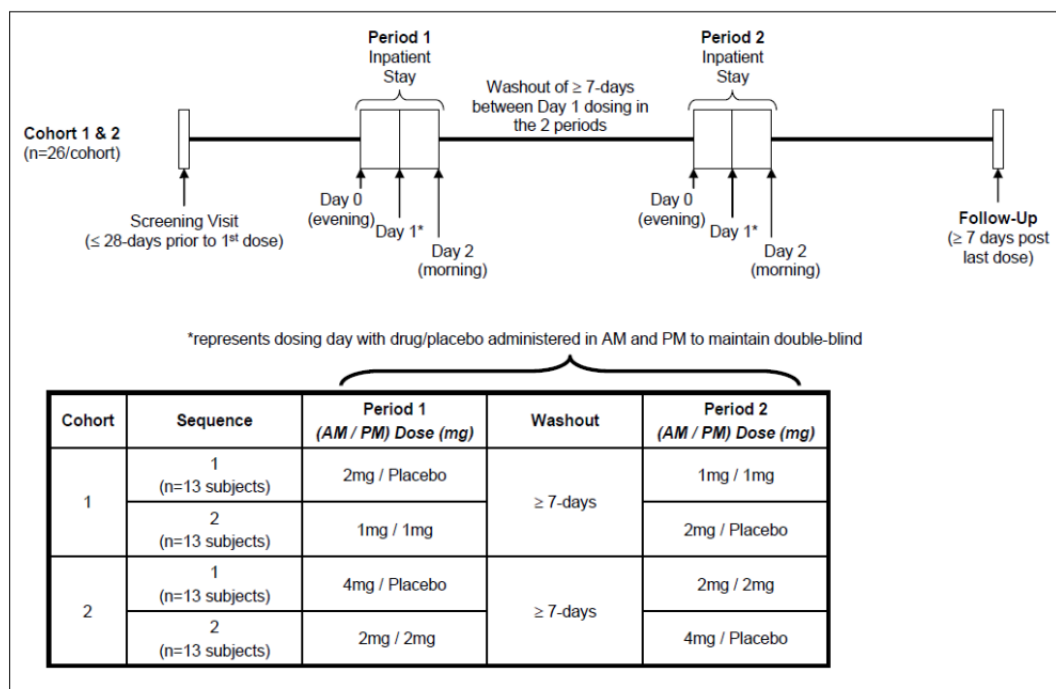 Period 1
Inpatient
Stay
Period 2
Inpatient
Stay
Washout of ≥ 7-days
between Day 1 dosing in
the 2 periods
Cohort 1 & 2
(n=26/cohort)
Screening Visit
(≤ 28-days prior to 1st dose)
Day 0
(evening)
Day 1*
Day 2
(morning)
Day 0
(evening)
Day 1*
Day 2
(morning)
Follow-Up
(≥ 7 days post
last dose)
*represents dosing day with drug/placebo administered in AM and PM to maintain double-blind
Cohort Sequence Period 1 (AM / PM) Dose (mg) Washout Period 2 (AM / PM) Dose (mg)
1
1
(n=13 subjects)
2mg / Placebo
≥ 7-days
1mg / 1mg
2
(n=13 subjects)
1mg / 1mg
2mg / Placebo
2
1
(n=13 subjects)
4mg / Placebo
≥ 7-days
2mg / 2mg
2
(n=13 subjects)
2mg / 2mg
4mg / Placebo